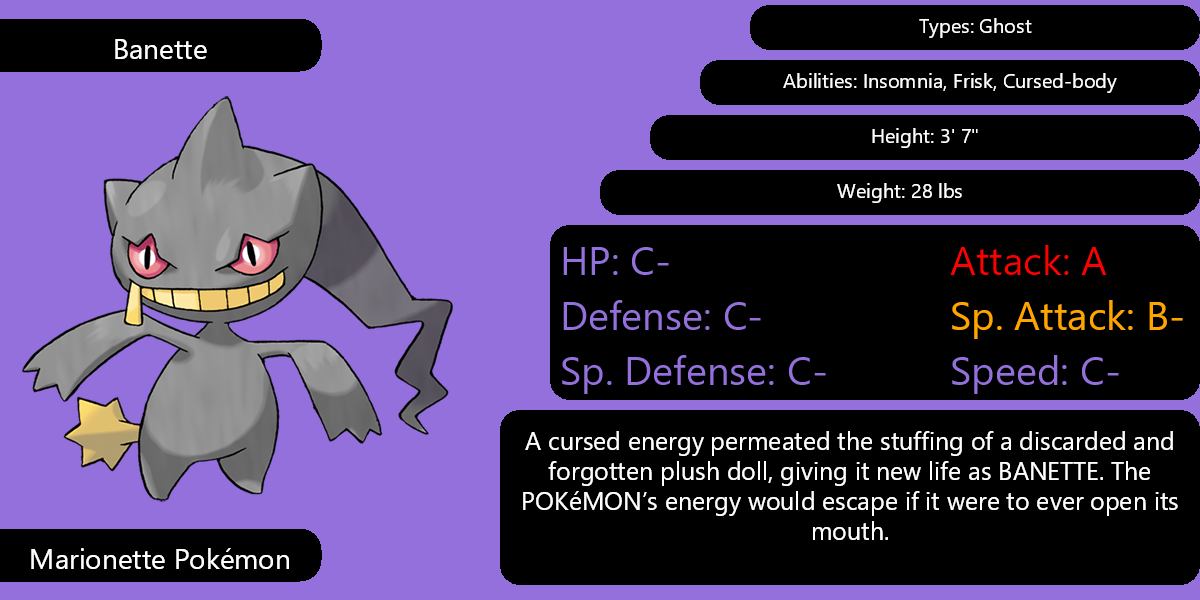 Banette
Types: Ghost
Abilities: Insomnia, Frisk, Cursed-body
Height: 3' 7"
Weight: 28 lbs
HP: C-
Attack: A
Defense: C-
Sp. Attack: B-
Sp. Defense: C-
Speed: C-
A cursed energy permeated the stuffing of a discarded and
forgotten plush doll, giving it new life as BANETTE. The
POKéMON’s energy would escape if it were to ever open its
mouth.
Marionette Pokémon